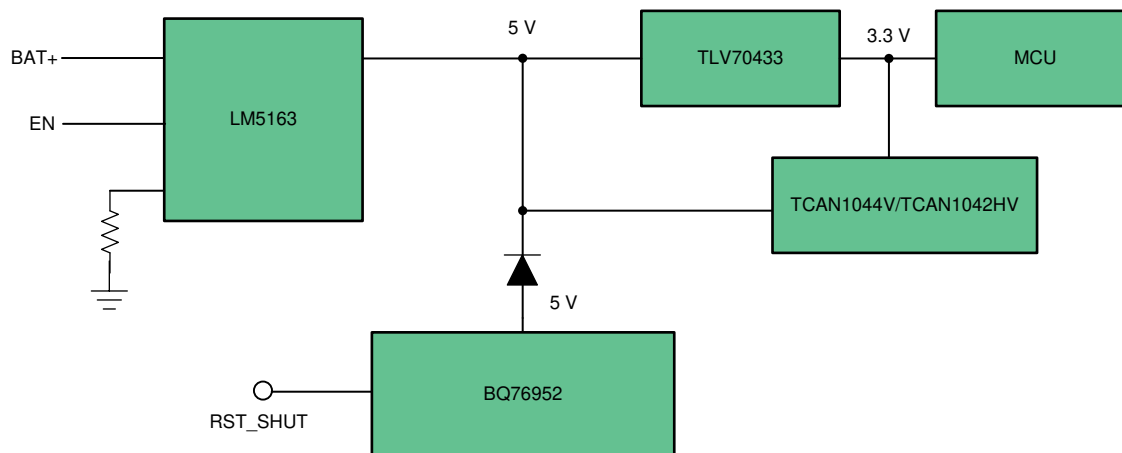 5 V
3.3 V
BAT+
TLV70433
MCU
LM5163
EN
TCAN1044V/TCAN1042HV
5 V
BQ76952
RST_SHUT